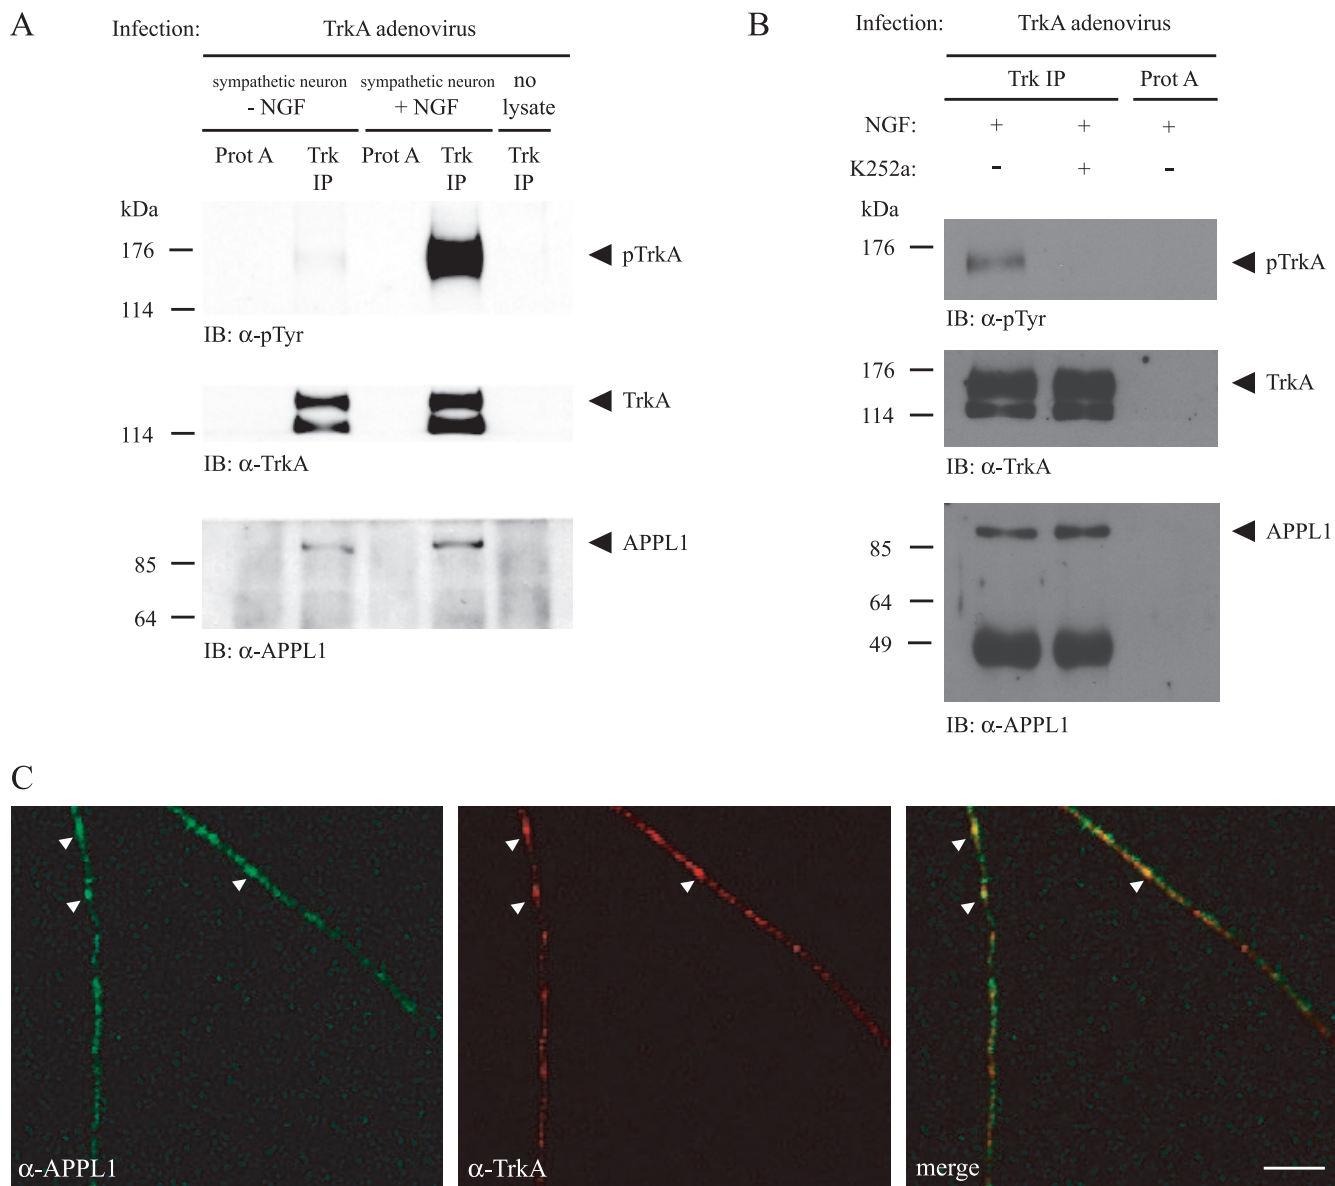 A
Infection: TrkA adenovirus
sympathetic neuron sympathetic neuron no
- NGF + NGF lysate
Prot A Trk Prot A Trk Trk
IP IP IP
kDa
176
pTrkA
114
IB: α-pTyr
TrkA
114
IB: α-TrkA
APPL1
85
64
IB: α-APPL1
B
Infection: TrkA adenovirus
Trk IP Prot A
NGF: + + +
K252a: - + -
kDa
176
pTrkA
IB: α-pTyr
176
TrkA
114
IB: α-TrkA
APPL1
85
64
49
IB: α-APPL1
C
α-APPL1 α-TrkA merge